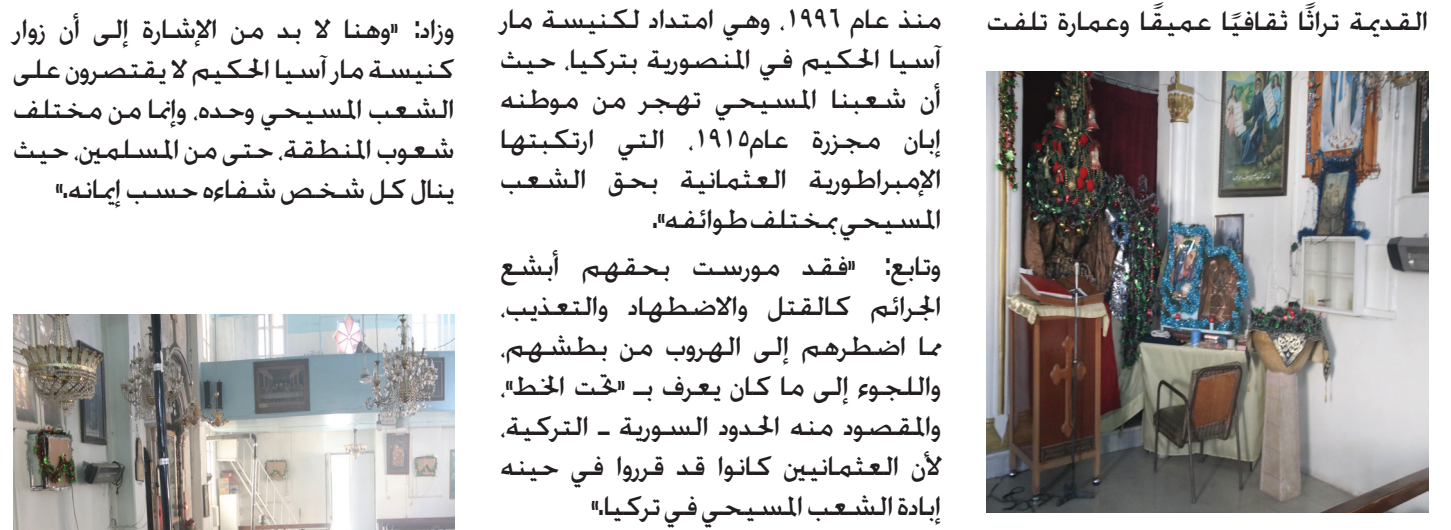 القديمة تراثًا ثقافيًا عميقًا وعمارة تلفت
منذ عام ١٩٩٦، وهي امتداد لكنيسة مار
آسيا الحكيم في المنصورية بتركيا، حيث
أن شعبنا المسيحي تهجر من موطنه
إبان مجزرة عام١٩١٥، التي ارتكبتها
الإمبراطورية العثمانية بحق الشعب
المسيحي بمختلف طوائفه».
وتابع: «فقد مورست بحقهم أبشع
الجرائم كالقتل والاضطهاد والتعذيب،
مما اضطرهم إلى الهروب من بطشهم،
واللجوء إلى ما كان يعرف بــ «تحت الخط»،
والمقصود منه الحدود السورية ـ التركية،
لأن العثمانيين كانوا قد قرروا في حينه
إبادة الشعب المسيحي في تركيا.»
وزاد: «وهنا لا بد من الإشارة إلى أن زوار
كنيسة مار آسيا الحكيم لا يقتصرون على
الشعب المسيحي وحده، وإنما من مختلف
شعوب المنطقة، حتى من المسلمين، حيث
ينال كل شخص شفاءه حسب إيمانه.»